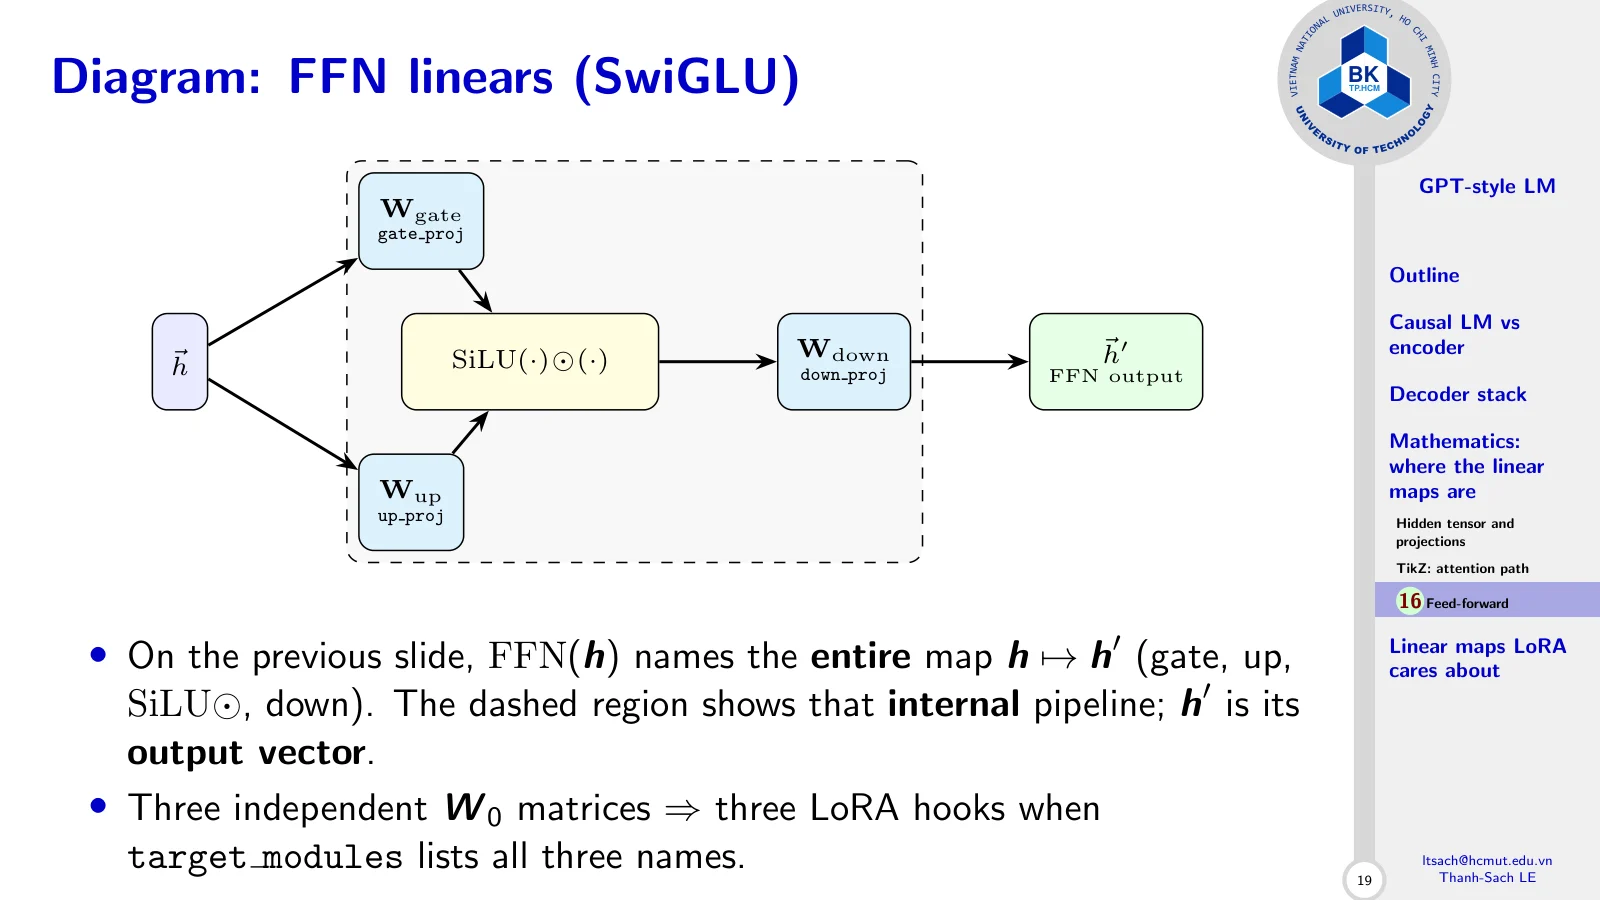 Diagram: FFN linears (SwiGLU)
VIETNAM NATIONAL UNIVERSITY, HO CHI MINH CITY
BK
TP.HCM
UNIVERSITY OF TECHNOLOGY
W_gate
gate_proj
h⃗
SiLU(·)⊙(·)
W_down
down_proj
h⃗′
FFN output
W_up
up_proj
• On the previous slide, FFN(h) names the entire map h ↦ h′ (gate, up,
SiLU⊙, down). The dashed region shows that internal pipeline; h′ is its
output vector.
• Three independent W₀ matrices ⇒ three LoRA hooks when
target_modules lists all three names.
GPT-style LM
Outline
Causal LM vs
encoder
Decoder stack
Mathematics:
where the linear
maps are
Hidden tensor and
projections
TikZ: attention path
16 Feed-forward
Linear maps LoRA
cares about
ltsach@hcmut.edu.vn
Thanh-Sach LE
19